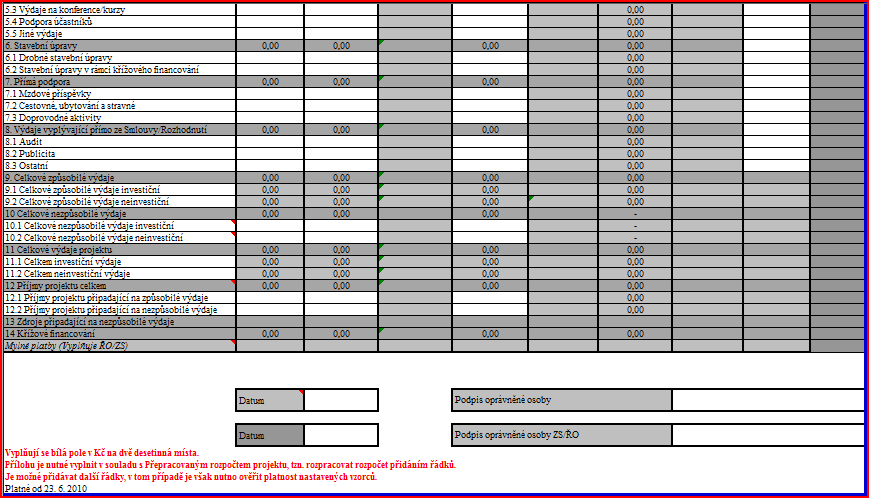 5.3 Výdaje na konference/kurzy 0,00
5.4 Podpora účastníků 0,00
5.5 Jiné výdaje 0,00
6. Stavební úpravy 0,00 0,00 0,00 0,00
6.1 Drobné stavební úpravy 0,00
6.2 Stavební úpravy v rámci křížového financování 0,00
7. Přímá podpora 0,00 0,00 0,00 0,00
7.1 Mzdové příspěvky 0,00
7.2 Cestovné, ubytování a stravné 0,00
7.3 Doprovodné aktivity 0,00
8. Výdaje vyplývající přímo ze Smlouvy/Rozhodnutí 0,00 0,00 0,00 0,00
8.1 Audit 0,00
8.2 Publicita 0,00
8.3 Ostatní 0,00
9. Celkové způsobilé výdaje 0,00 0,00 0,00 0,00
9.1 Celkové způsobilé výdaje investiční 0,00 0,00 0,00 0,00
9.2 Celkové způsobilé výdaje neinvestiční 0,00 0,00 0,00 0,00
10 Celkové nezpůsobilé výdaje 0,00 0,00 0,00 -
10.1 Celkové nezpůsobilé výdaje investiční -
10.2 Celkové nezpůsobilé výdaje neinvestiční -
11 Celkové výdaje projektu 0,00 0,00 0,00 0,00
11.1 Celkem investiční výdaje 0,00 0,00 0,00 0,00
11.2 Celkem neinvestiční výdaje 0,00 0,00 0,00 0,00
12 Příjmy projektu celkem 0,00 0,00 0,00 0,00
12.1 Příjmy projektu připadající na způsobilé výdaje 0,00
12.2 Příjmy projektu připadající na nezpůsobilé výdaje 0,00
13 Zdroje připadající na nezpůsobilé výdaje
14 Křížové financování 0,00 0,00 0,00 0,00
Mylné platby (Vyplňuje ŘO/ZS)
Datum Podpis oprávněné osoby
Datum Podpis oprávněné osoby ZS/ŘO
Vyplňují se bílá pole v Kč na dvě desetinná místa.
Přílohu je nutné vyplnit v souladu s Přepracovaným rozpočtem projektu, tzn. rozpracovat rozpočet přidáním řádků.
Je možné přidávat další řádky, v tom případě je však nutno ověřit platnost nastavených vzorců.
Platné od 23. 6. 2010